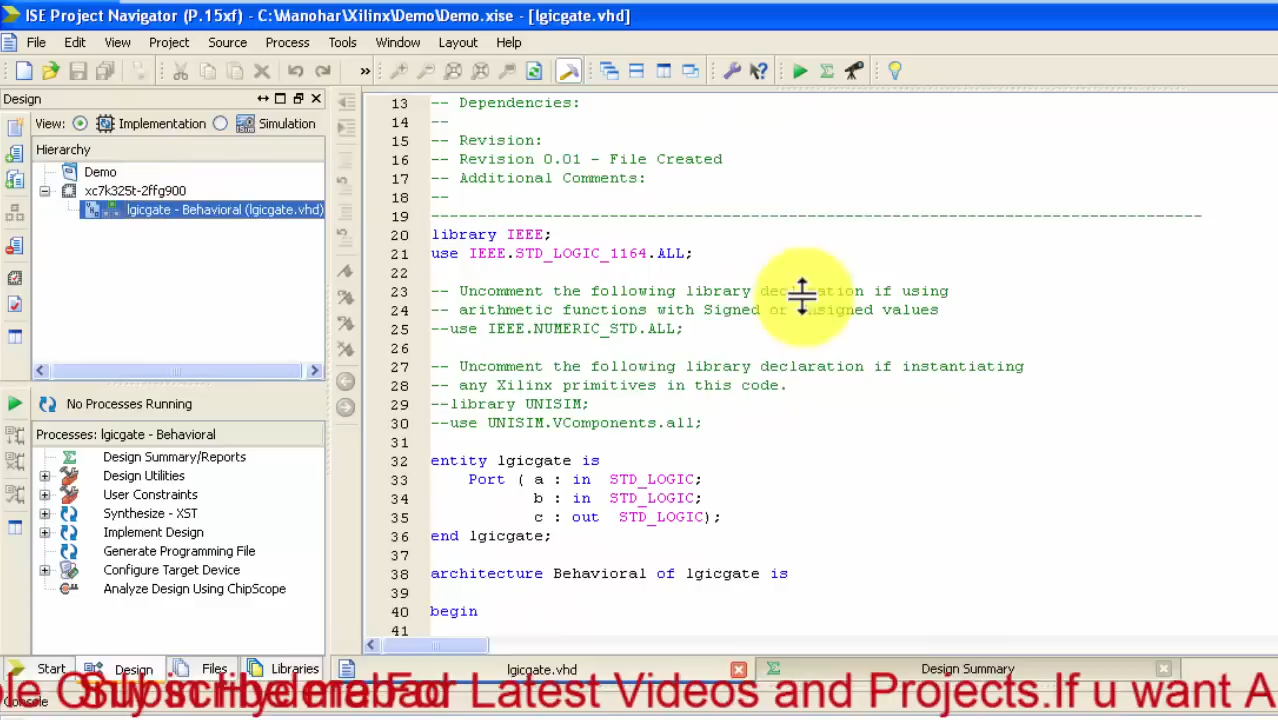 ISE Project Navigator (P.15xf) - C:\Manohar\Xilinx\Demo\Demo.xise - [lgicgate.vhd]
File Edit View Project Source Process Tools Window Layout Help
Design
View: Implementation Simulation
Hierarchy
Demo
xc7k325t-2ffg900
lgicgate - Behavioral (lgicgate.vhd)
No Processes Running
Processes: lgicgate - Behavioral
Design Summary/Reports
Design Utilities
User Constraints
Synthesize - XST
Implement Design
Generate Programming File
Configure Target Device
Analyze Design Using ChipScope
Start Design Files Libraries
13 -- Dependencies:
14 --
15 -- Revision:
16 -- Revision 0.01 - File Created
17 -- Additional Comments:
18 --
19 ----------------------------------------------------------------------------------
20 library IEEE;
21 use IEEE.STD_LOGIC_1164.ALL;
22
23 -- Uncomment the following library declaration if using
24 -- arithmetic functions with Signed or Unsigned values
25 --use IEEE.NUMERIC_STD.ALL;
26
27 -- Uncomment the following library declaration if instantiating
28 -- any Xilinx primitives in this code.
29 --library UNISIM;
30 --use UNISIM.VComponents.all;
31
32 entity lgicgate is
33 Port ( a : in STD_LOGIC;
34 b : in STD_LOGIC;
35 c : out STD_LOGIC);
36 end lgicgate;
37
38 architecture Behavioral of lgicgate is
39
40 begin
41
lgicgate.vhd Design Summary
Console
For Latest Videos and Projects.If u want A